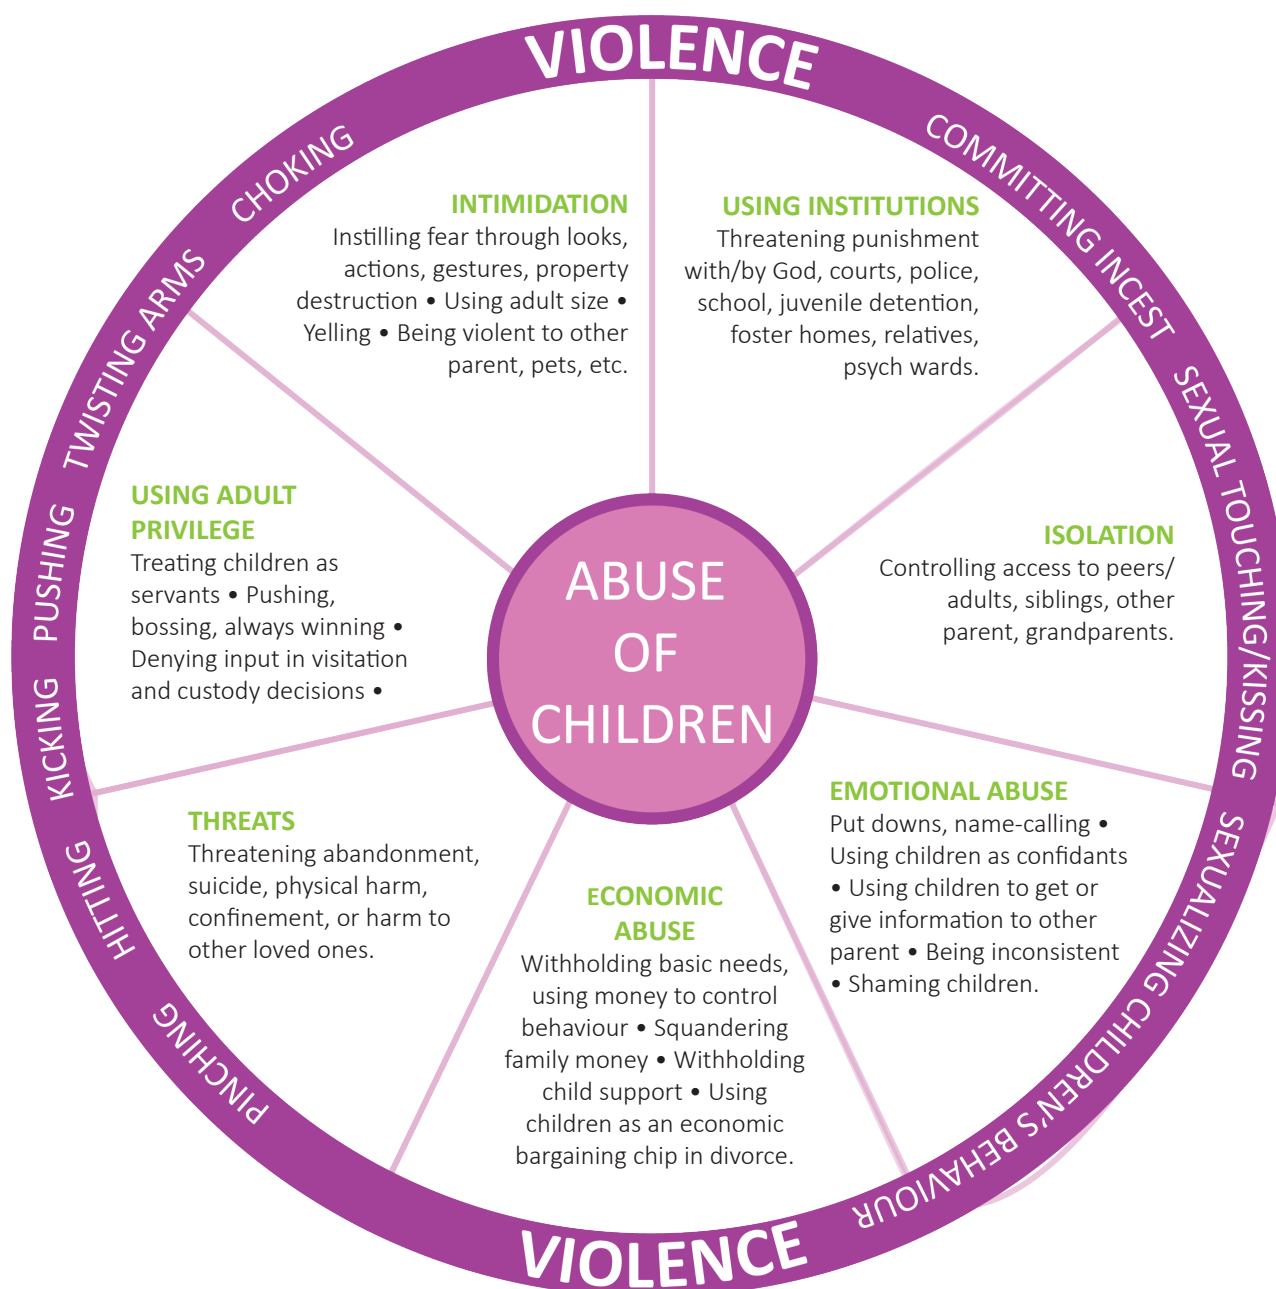 VIOLENCE
CHOKING
TWISTING ARMS
PUSHING
KICKING
HITTING
PINCHING
COMMITTING INCEST
SEXUAL TOUCHING/KISSING
SEXUALIZING CHILDREN'S BEHAVIOUR
INTIMIDATION
Instilling fear through looks,
actions, gestures, property
destruction • Using adult size •
Yelling • Being violent to other
parent, pets, etc.
USING INSTITUTIONS
Threatening punishment
with/by God, courts, police,
school, juvenile detention,
foster homes, relatives,
psych wards.
USING ADULT
PRIVILEGE
Treating children as
servants • Pushing,
bossing, always winning •
Denying input in visitation
and custody decisions •
ABUSE
OF
CHILDREN
ISOLATION
Controlling access to peers/
adults, siblings, other
parent, grandparents.
THREATS
Threatening abandonment,
suicide, physical harm,
confinement, or harm to
other loved ones.
ECONOMIC
ABUSE
Withholding basic needs,
using money to control
behaviour • Squandering
family money • Withholding
child support • Using
children as an economic
bargaining chip in divorce.
EMOTIONAL ABUSE
Put downs, name-calling •
Using children as confidants
• Using children to get or
give information to other
parent • Being inconsistent
• Shaming children.
VIOLENCE